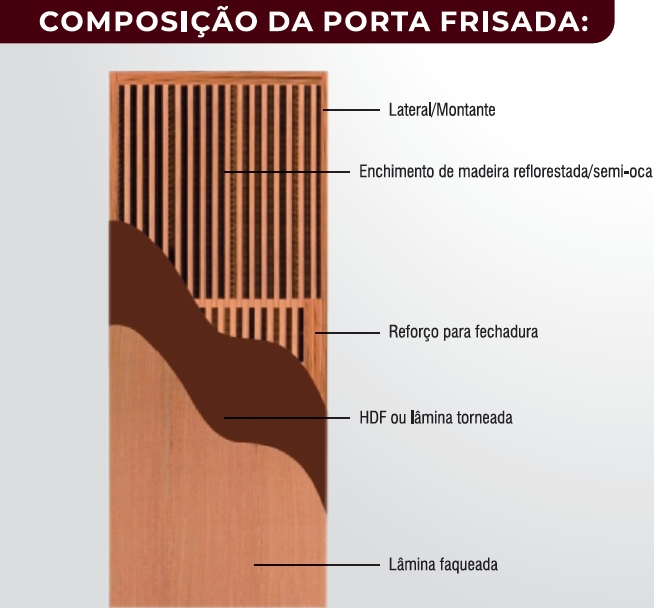 COMPOSIÇÃO DA PORTA FRISADA:
Lateral/Montante
Enchimento de madeira reflorestada/semi-oca
Reforço para fechadura
HDF ou lâmina torneada
Lâmina faqueada